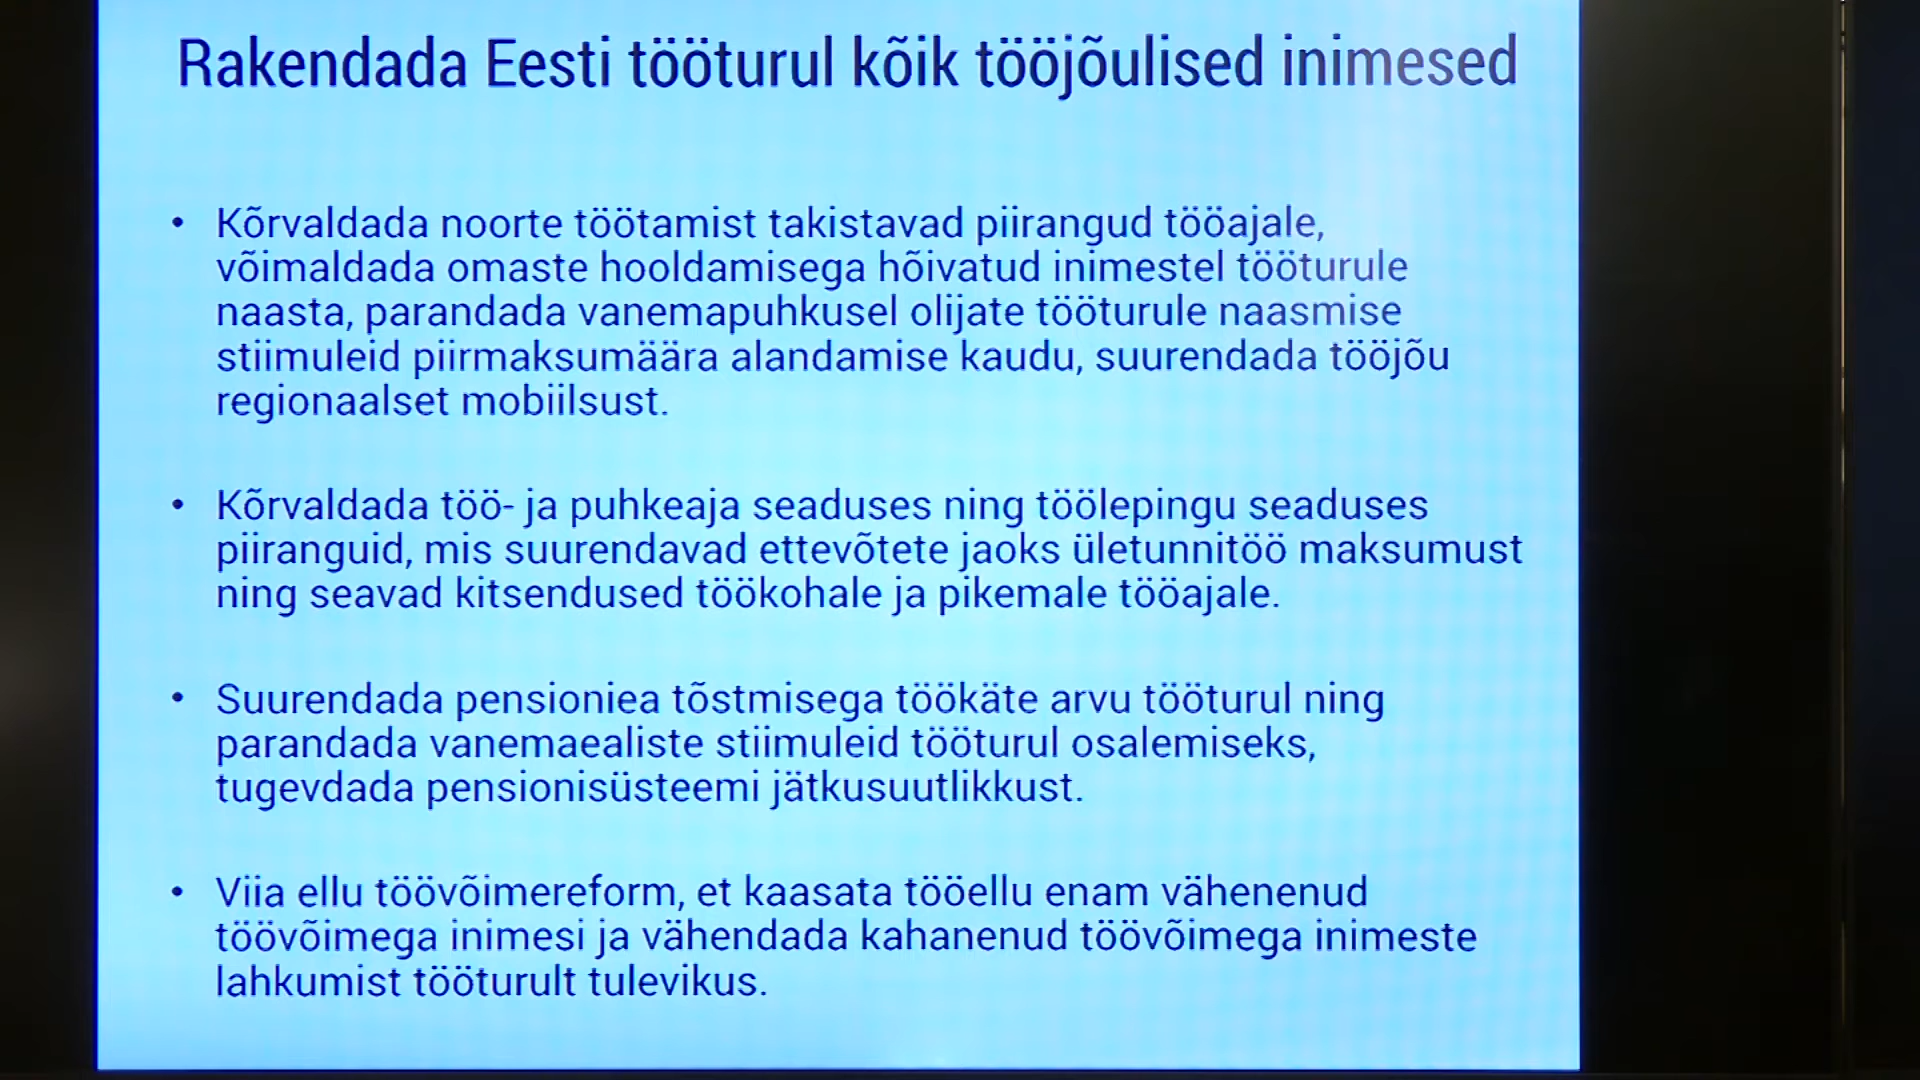 Rakendada Eesti tööturul kõik tööjõulised inimesed
• Kõrvaldada noorte töötamist takistavad piirangud tööajale,
võimaldada omaste hooldamisega hõivatud inimestel tööturule
naasta, parandada vanemapuhkusel olijate tööturule naasmise
stiimuleid piirmaksumäära alandamise kaudu, suurendada tööjõu
regionaalset mobiilsust.
• Kõrvaldada töö- ja puhkeaja seaduses ning töölepingu seaduses
piiranguid, mis suurendavad ettevõtete jaoks ületunnitöö maksumust
ning seavad kitsendused töökohale ja pikemale tööajale.
• Suurendada pensioniea tõstmisega töökäte arvu tööturul ning
parandada vanemaealiste stiimuleid tööturul osalemiseks,
tugevdada pensionisüsteemi jätkusuutlikkust.
• Viia ellu töövõimereform, et kaasata tööellu enam vähenenud
töövõimega inimesi ja vähendada kahanenud töövõimega inimeste
lahkumist tööturult tulevikus.